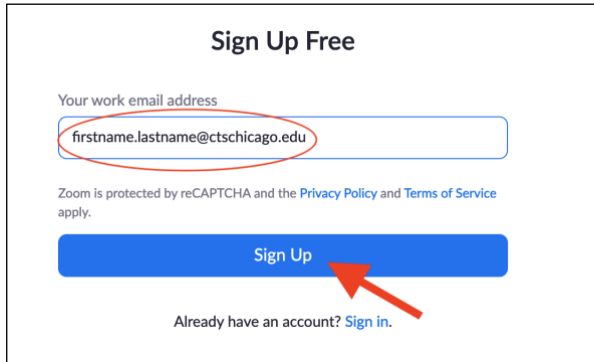 Sign Up Free
Your work email address
firstname.lastname@ctschicago.edu
Zoom is protected by reCAPTCHA and the Privacy Policy and Terms of Service
apply.
Sign Up
Already have an account? Sign in.